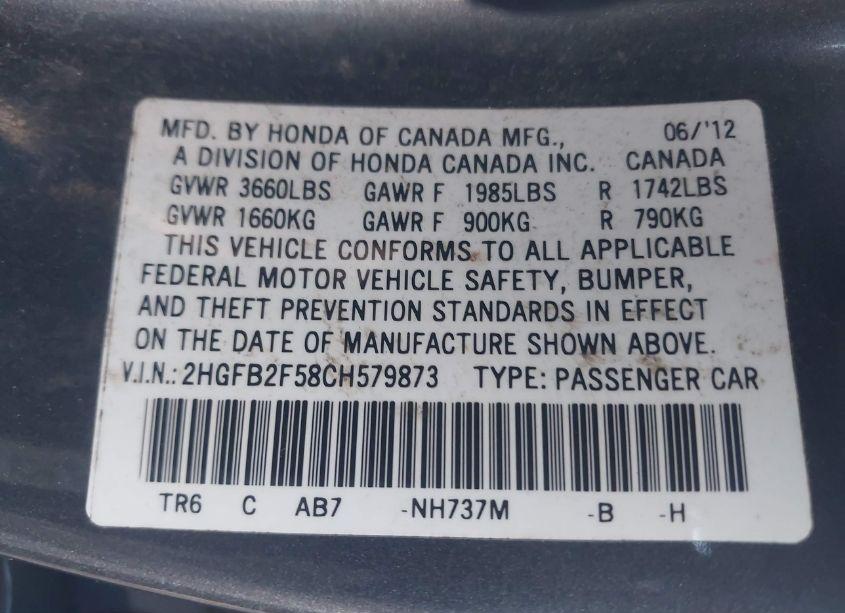 MFD. BY HONDA OF CANADA MFG., 06/'12
A DIVISION OF HONDA CANADA INC. CANADA
GVWR 3660LBS GAWR F 1985LBS R 1742LBS
GVWR 1660KG GAWR F 900KG R 790KG
THIS VEHICLE CONFORMS TO ALL APPLICABLE
FEDERAL MOTOR VEHICLE SAFETY, BUMPER,
AND THEFT PREVENTION STANDARDS IN EFFECT
ON THE DATE OF MANUFACTURE SHOWN ABOVE.
V.I.N.: 2HGFB2F58CH579873 TYPE: PASSENGER CAR
TR6 C AB7 -NH737M -B -H